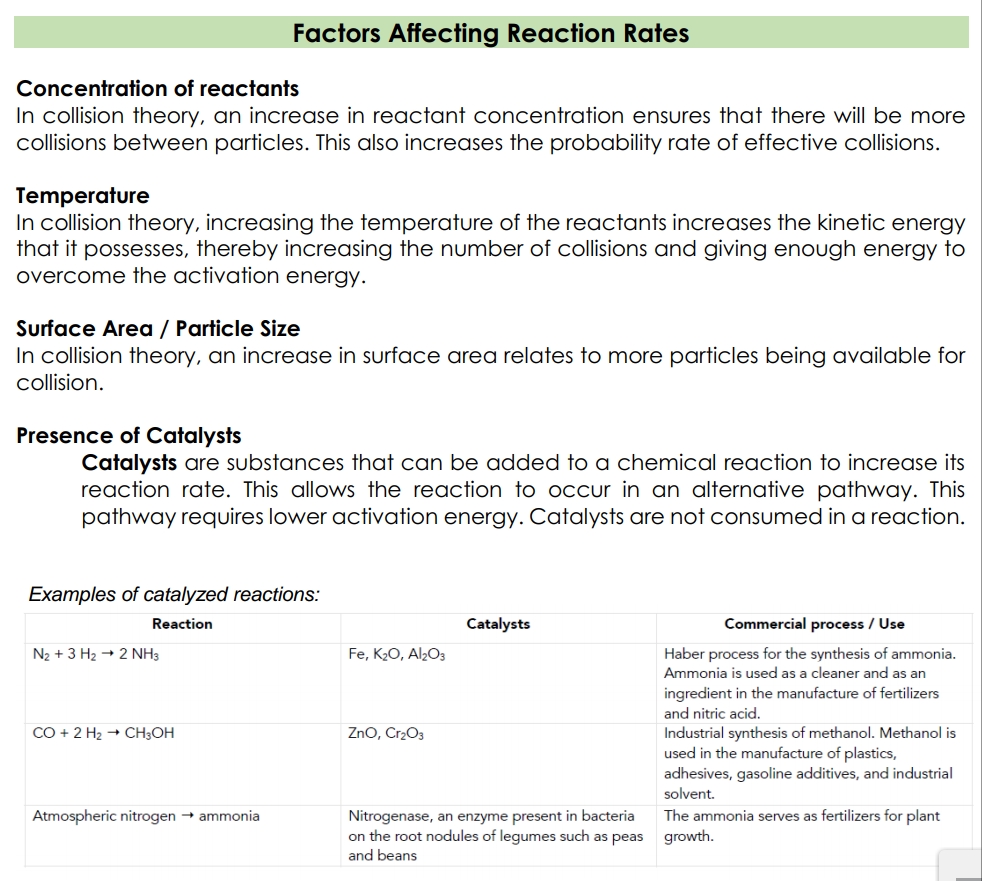 Factors Affecting Reaction Rates
Concentration of reactants
In collision theory, an increase in reactant concentration ensures that there will be more
collisions between particles. This also increases the probability rate of effective collisions.
Temperature
In collision theory, increasing the temperature of the reactants increases the kinetic energy
that it possesses, thereby increasing the number of collisions and giving enough energy to
overcome the activation energy.
Surface Area / Particle Size
In collision theory, an increase in surface area relates to more particles being available for
collision.
Presence of Catalysts
Catalysts are substances that can be added to a chemical reaction to increase its
reaction rate. This allows the reaction to occur in an alternative pathway. This
pathway requires lower activation energy. Catalysts are not consumed in a reaction.
Examples of catalyzed reactions:
Reaction Catalysts Commercial process / Use
N₂ + 3 H₂ → 2 NH₃ Fe, K₂O, Al₂O₃ Haber process for the synthesis of ammonia.
Ammonia is used as a cleaner and as an
ingredient in the manufacture of fertilizers
and nitric acid.
CO + 2 H₂ → CH₃OH ZnO, Cr₂O₃ Industrial synthesis of methanol. Methanol is
used in the manufacture of plastics,
adhesives, gasoline additives, and industrial
solvent.
Atmospheric nitrogen → ammonia Nitrogenase, an enzyme present in bacteria The ammonia serves as fertilizers for plant
on the root nodules of legumes such as peas growth.
and beans